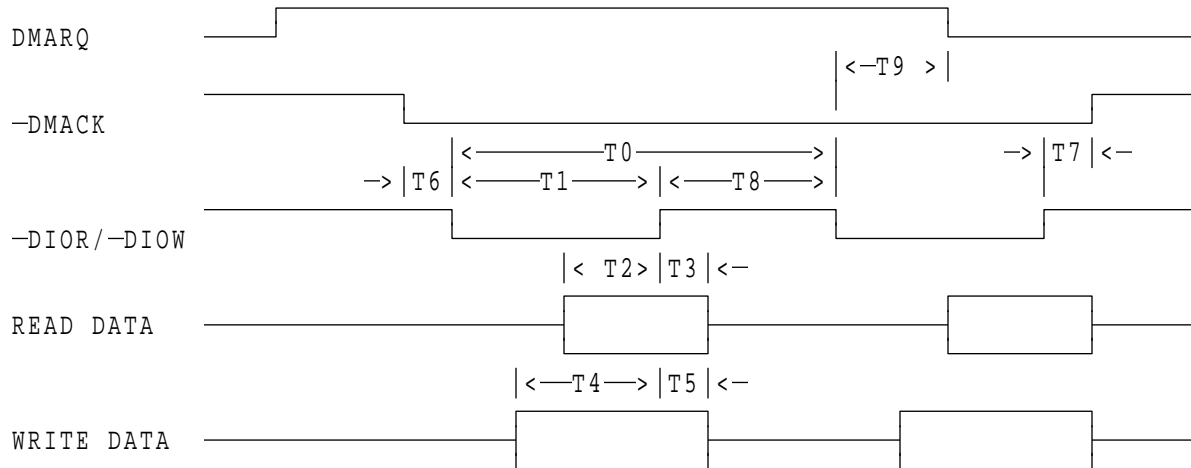 DMARQ
|<—T9 >|
—DMACK
|<————T0————>| —>|T7|<—
—>|T6|<——T1——>|<——T8——>|
—DIOR/—DIOW
|< T2>|T3|<—
READ DATA
|<——T4——>|T5|<—
WRITE DATA